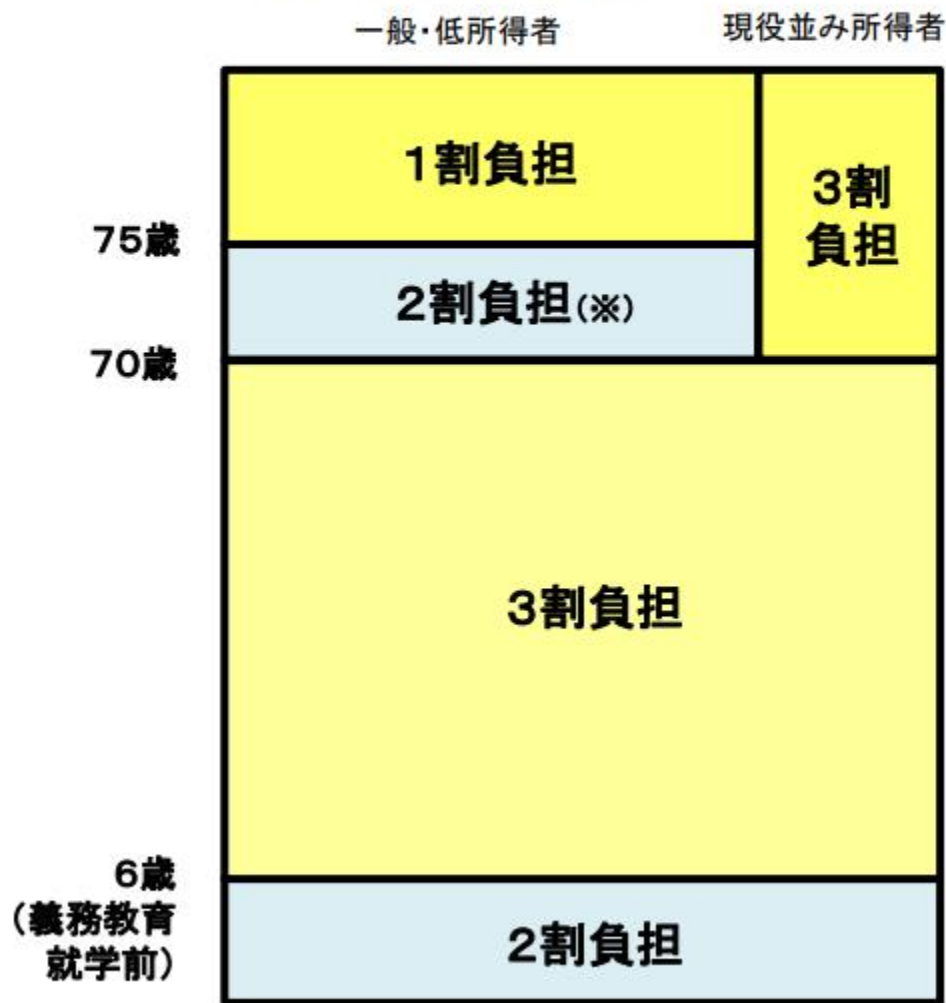 一般・低所得者
現役並み所得者
1割負担
3割
負担
75歳
2割負担(※)
70歳
3割負担
6歳
(義務教育
就学前)
2割負担